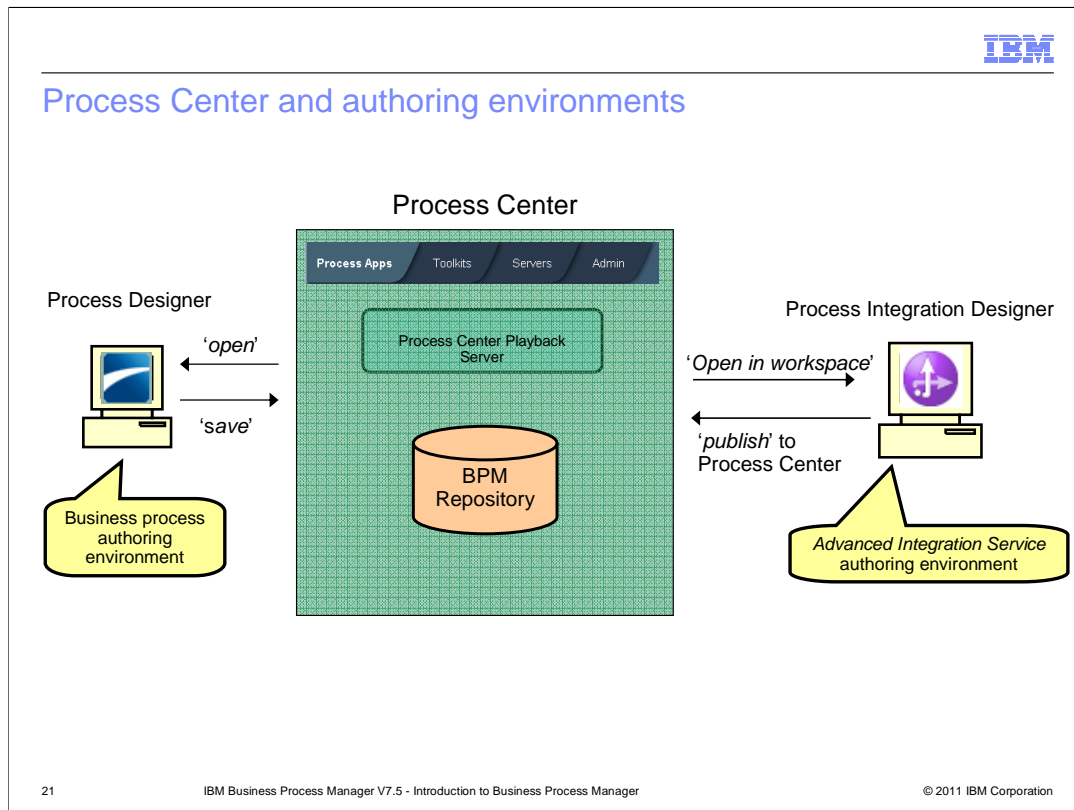 IBM
Process Center and authoring environments
Process Center
Process Apps
Toolkits
Servers
Admin
Process Designer
Process Integration Designer
Process Center Playback
Server
'open'
'save'
'Open in workspace'
'publish' to
Process Center
BPM
Repository
Business process
authoring
environment
Advanced Integration Service
authoring environment
21
IBM Business Process Manager V7.5 - Introduction to Business Process Manager
© 2011 IBM Corporation